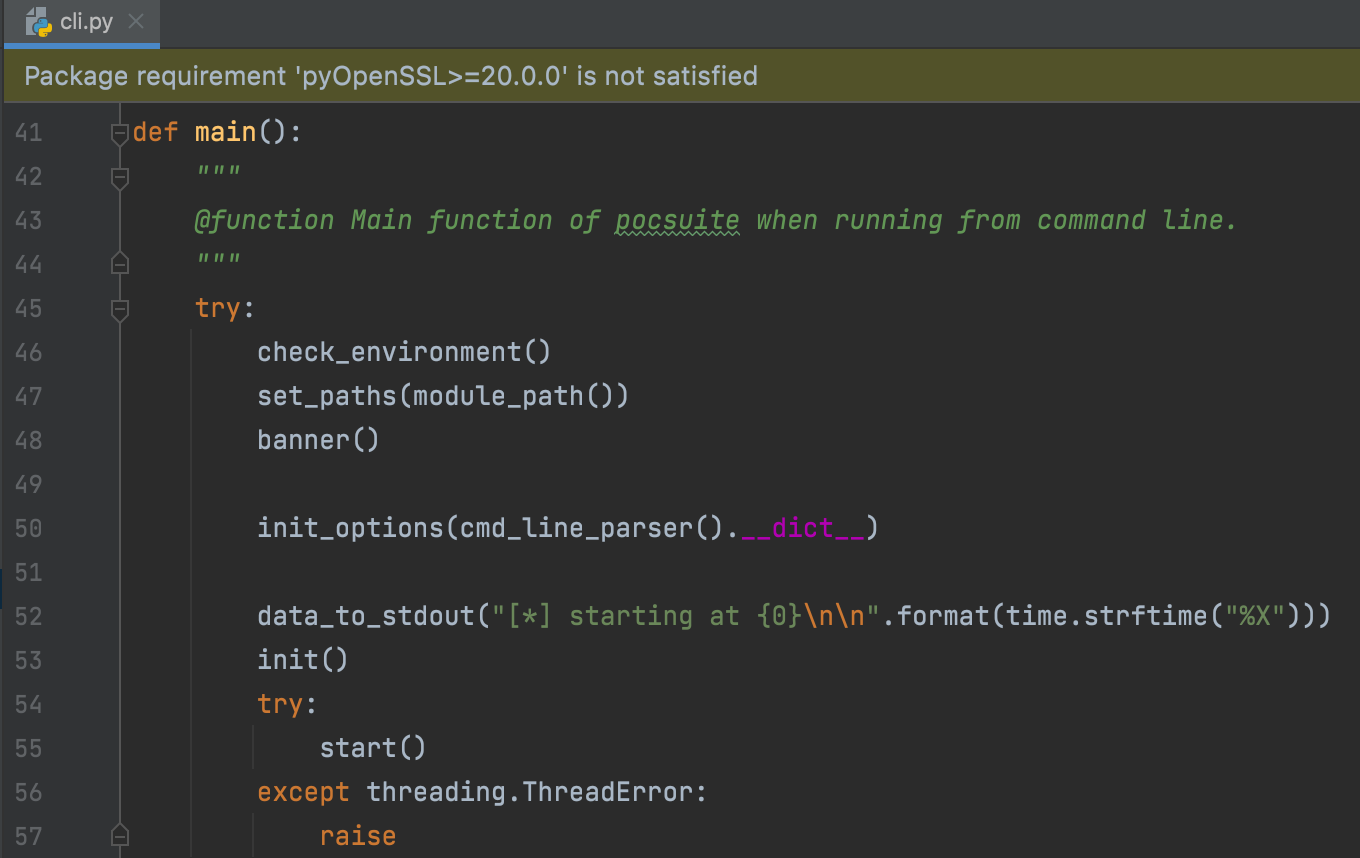 cli.py
Package requirement 'pyOpenSSL>=20.0.0' is not satisfied
41 def main():
42     """
43     @function Main function of pocsuite when running from command line.
44     """
45     try:
46         check_environment()
47         set_paths(module_path())
48         banner()
49
50         init_options(cmd_line_parser().__dict__)
51
52         data_to_stdout("[*] starting at {0}\n\n".format(time.strftime("%X")))
53         init()
54         try:
55             start()
56         except threading.ThreadError:
57             raise